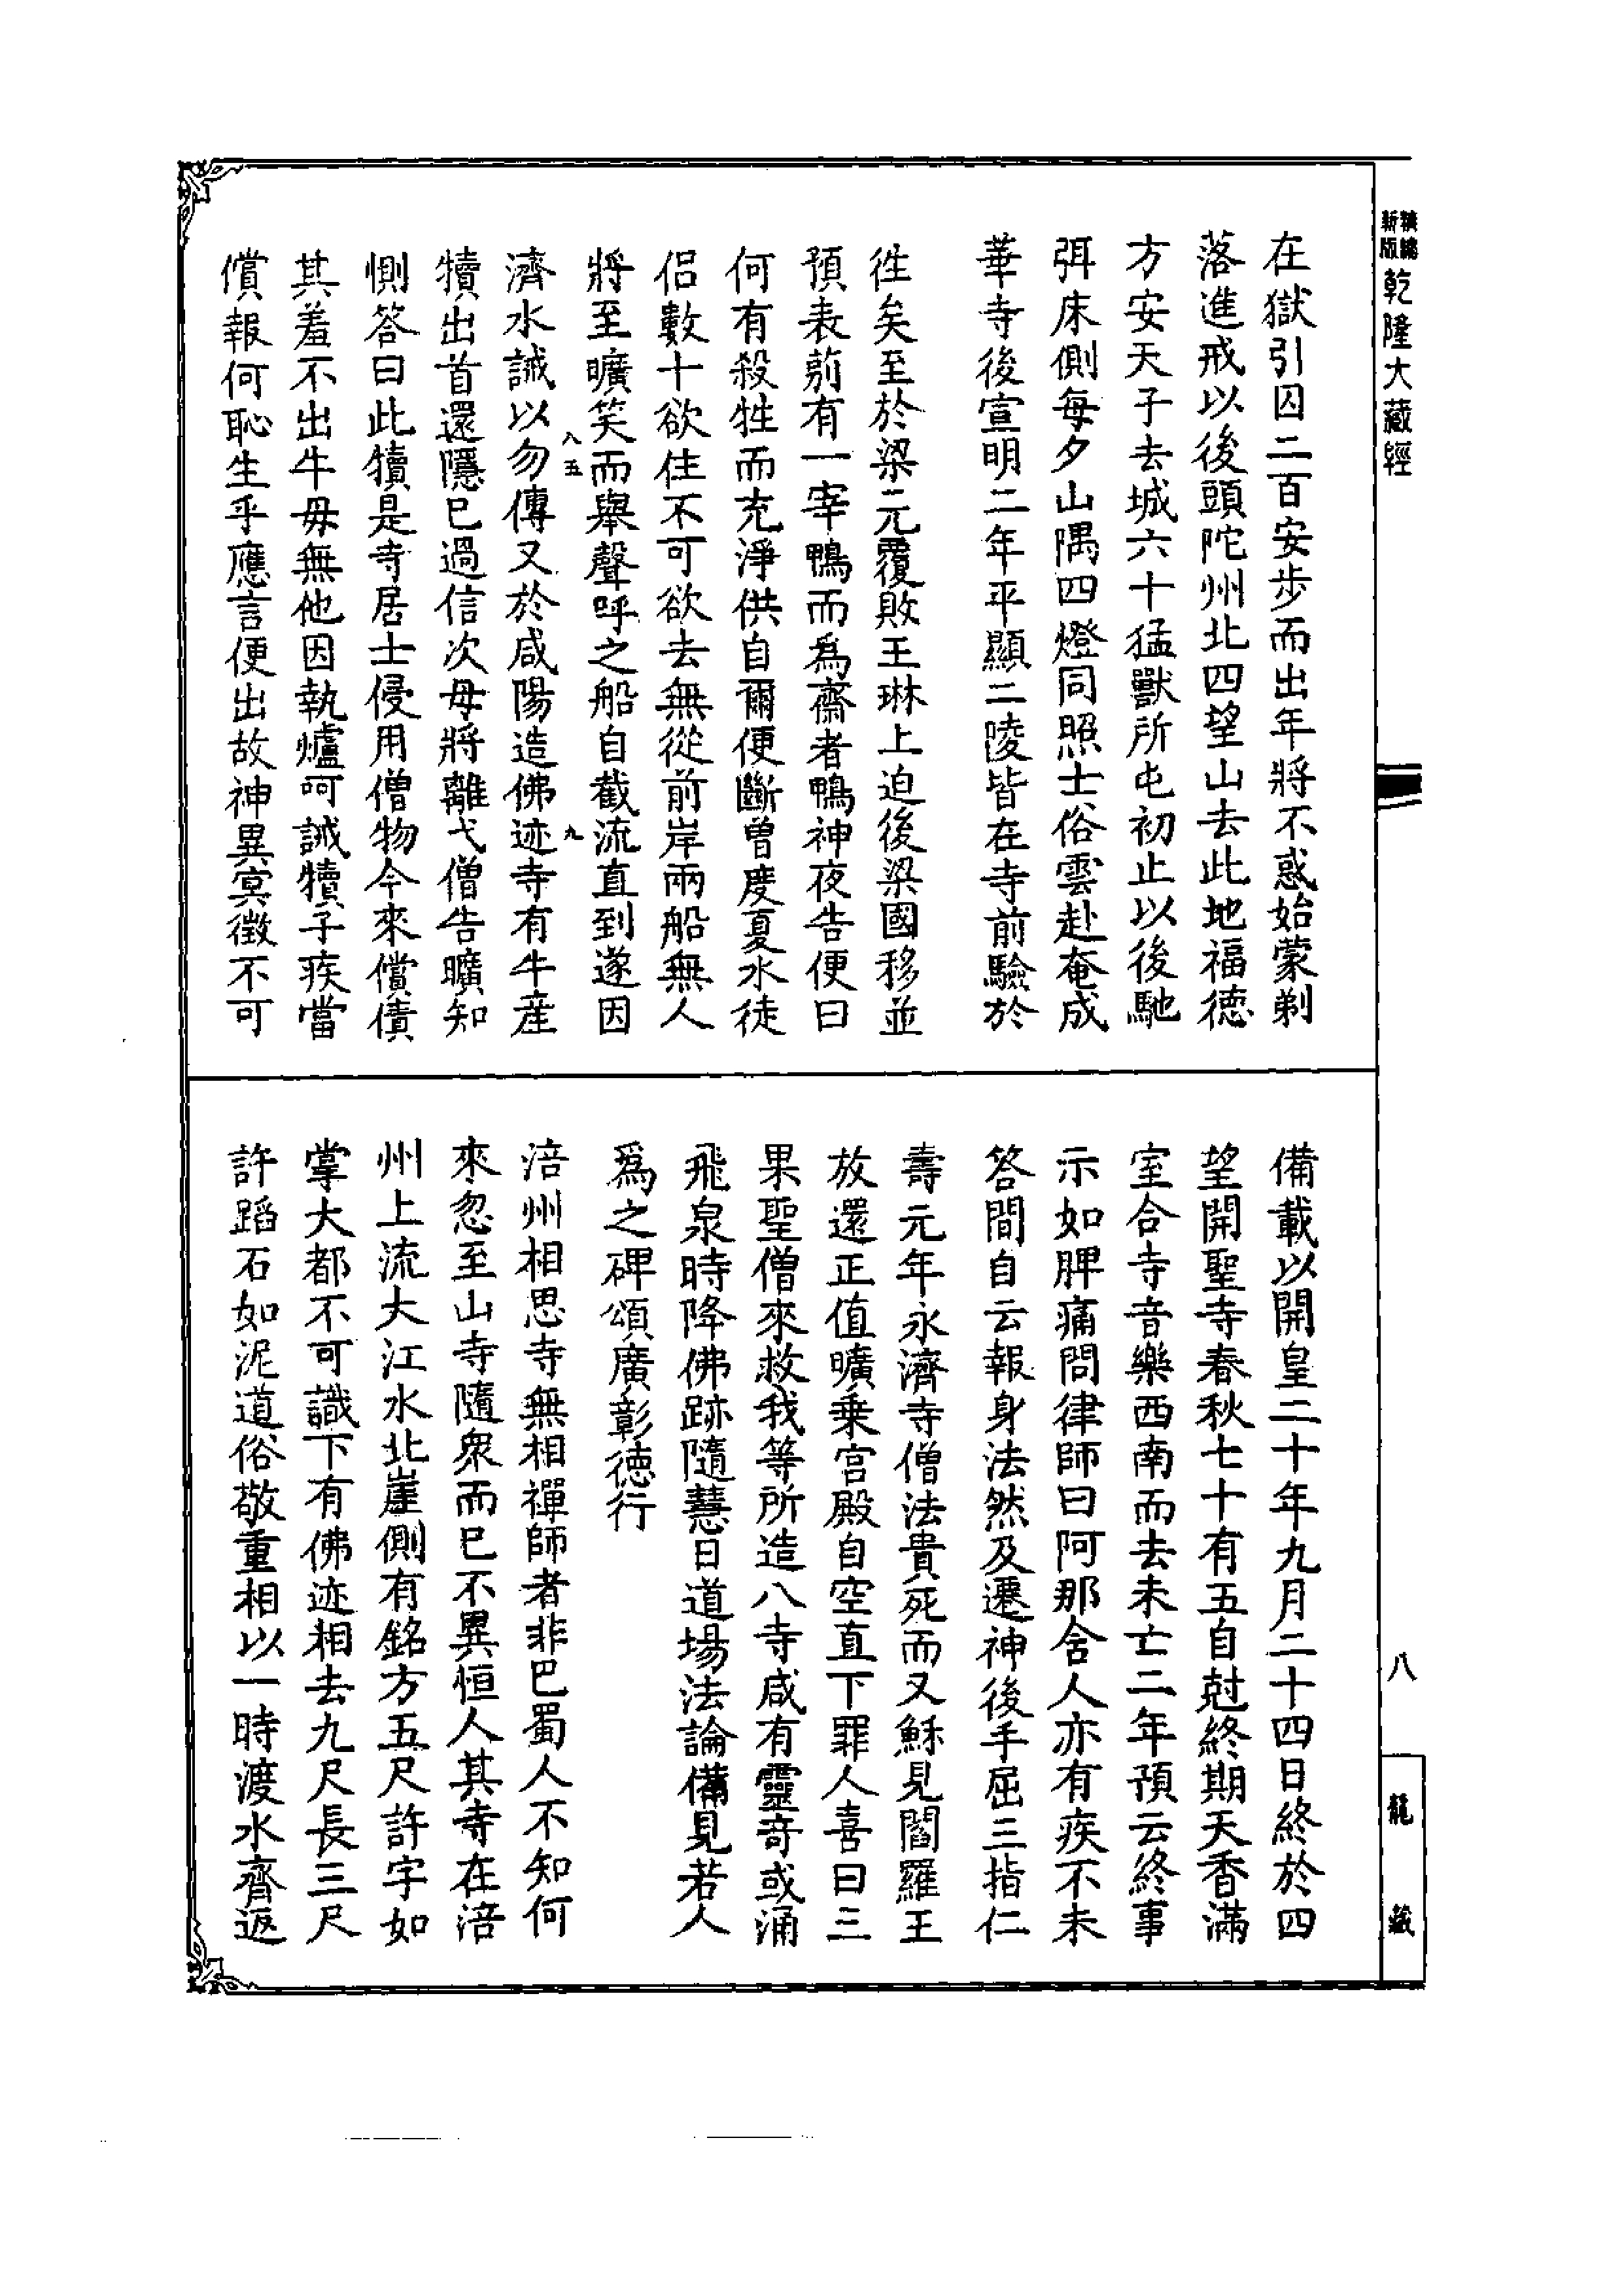 新編縮版
乾隆大藏經
在獄引囚二百安步而出年將不惑始蒙剃
落進戒以後頭陀州北四望山去此地福德
方安天子去城六十猛獸所屯初止以後馳
弭床側每夕山隅四燈同照士俗雲赴奄成
華寺後宣明二年平顯二陵皆在寺前驗於
往矣至於梁元覆敗王琳上迫後梁國移並
預表前有一宰鴨而為齋者鴨神夜告便曰
何有殺牲而充淨供自爾便斷曾度夏水徒
侶數十欲住不可欲去無從前岸兩船無人
將至曠笑而舉聲呼之船自截流直到遂因
八五
九
濟水誡以勿傳又於咸陽造佛迹寺有牛產
犢出首還隱已過信次母將離弋僧告曠知
惻答曰此犢是寺居士侵用僧物今來償債
其羞不出牛母無他因執爐呵誡犢子疾當
償報何恥生乎應言便出故神異冥徵不可
備載以開皇二十年九月二十四日終於四
望開聖寺春秋七十有五自尅終期天香滿
室合寺音樂西南而去未亡二年預云終事
示如脾痛問律師曰阿那舍人亦有疾不未
答間自云報身法然及遷神後手屈三指仁
壽元年永濟寺僧法貴死而又穌見閻羅王
放還正值曠乗宮殿自空直下罪人喜曰三
果聖僧來救我等所造八寺咸有靈奇或涌
飛泉時降佛跡隨慧日道場法論備見若人
為之碑頌廣彰德行
涪州相思寺無相禪師者非巴蜀人不知何
來忽至山寺隨衆而已不異恒人其寺在涪
州上流大江水北崖側有銘方五尺許字如
掌大都不可識下有佛迹相去九尺長三尺
許蹈石如泥道俗敬重相以一時渡水齊返
八
龍藏